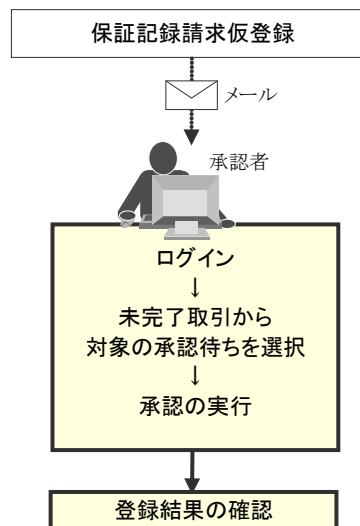 保証記録請求仮登録
メール
承認者
ログイン
↓
未完了取引から
対象の承認待ちを選択
↓
承認の実行
登録結果の確認